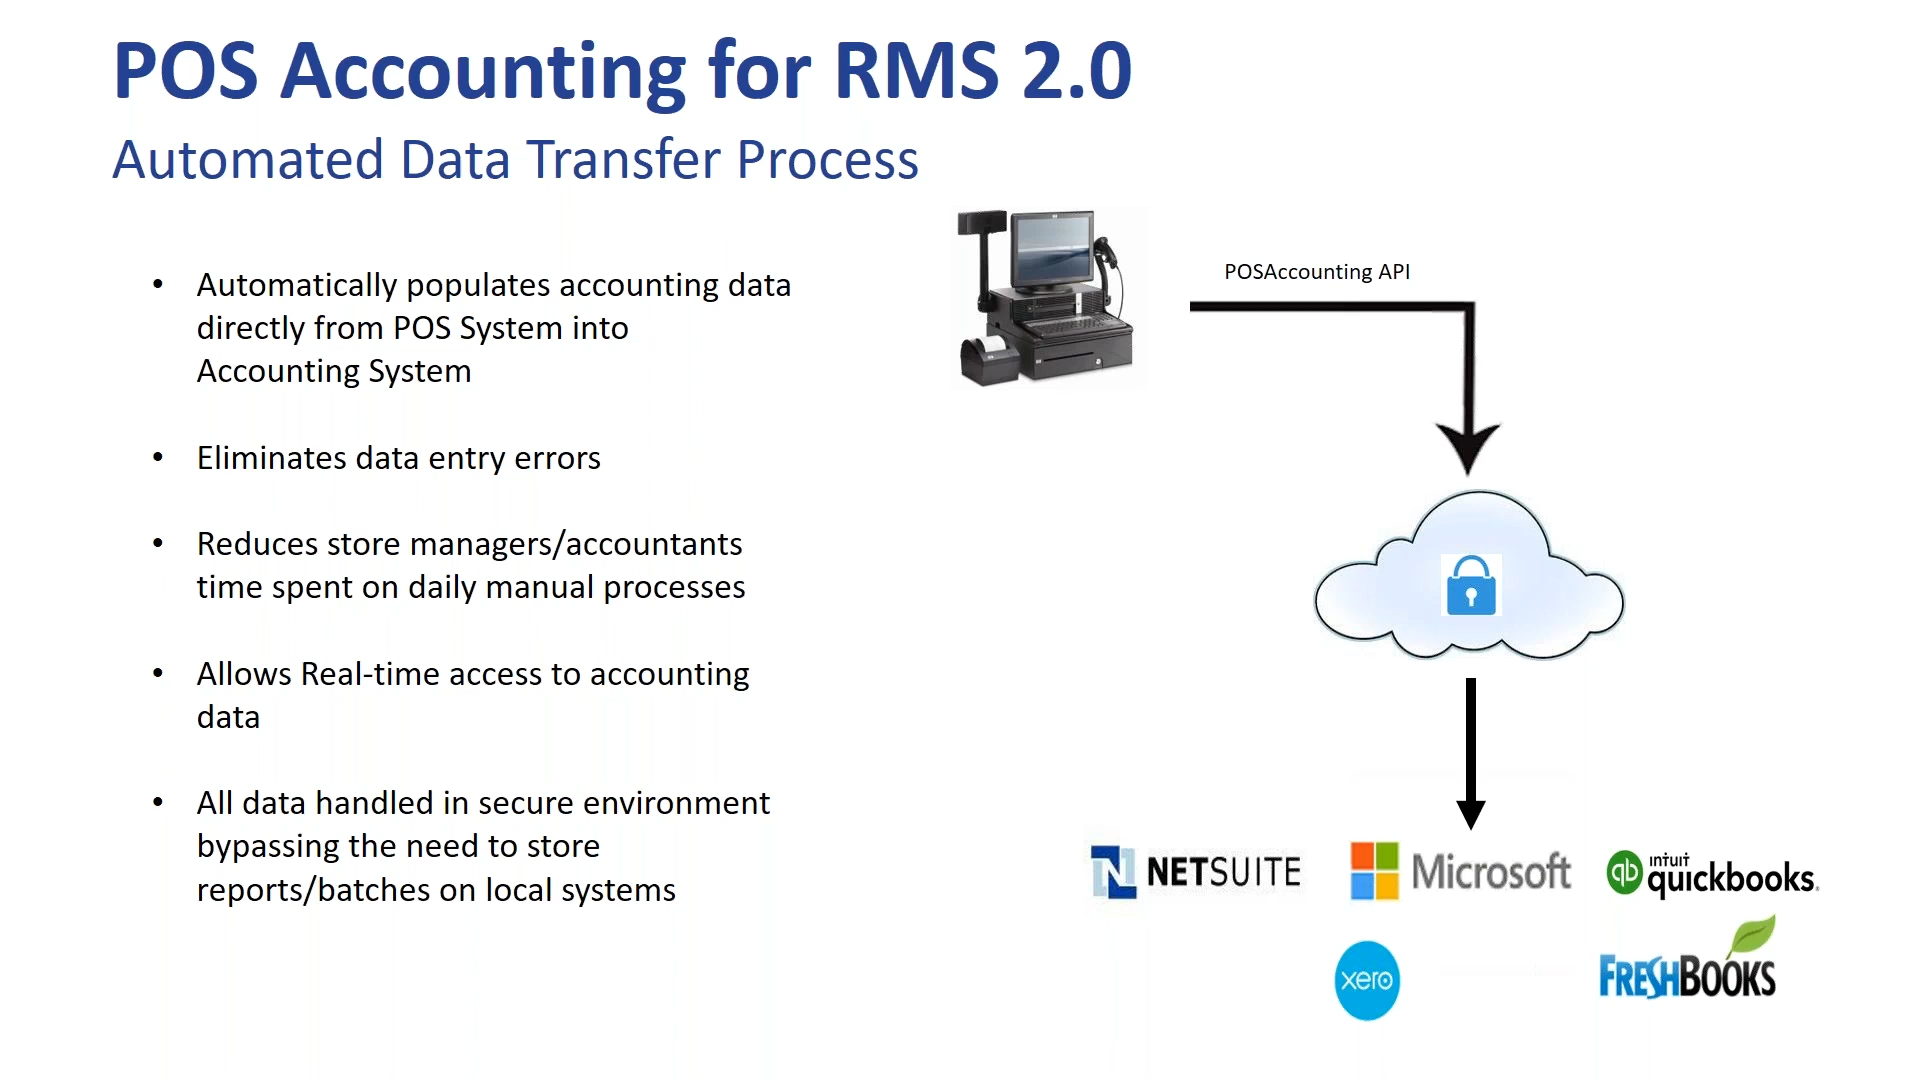 POS Accounting for RMS 2.0
Automated Data Transfer Process
• Automatically populates accounting data
directly from POS System into
Accounting System
• Eliminates data entry errors
• Reduces store managers/accountants
time spent on daily manual processes
• Allows Real-time access to accounting
data
• All data handled in secure environment
bypassing the need to store
reports/batches on local systems
POSAccounting API
N NETSUITE
Microsoft
qb intuit quickbooks.
xero
FRESHBOOKS